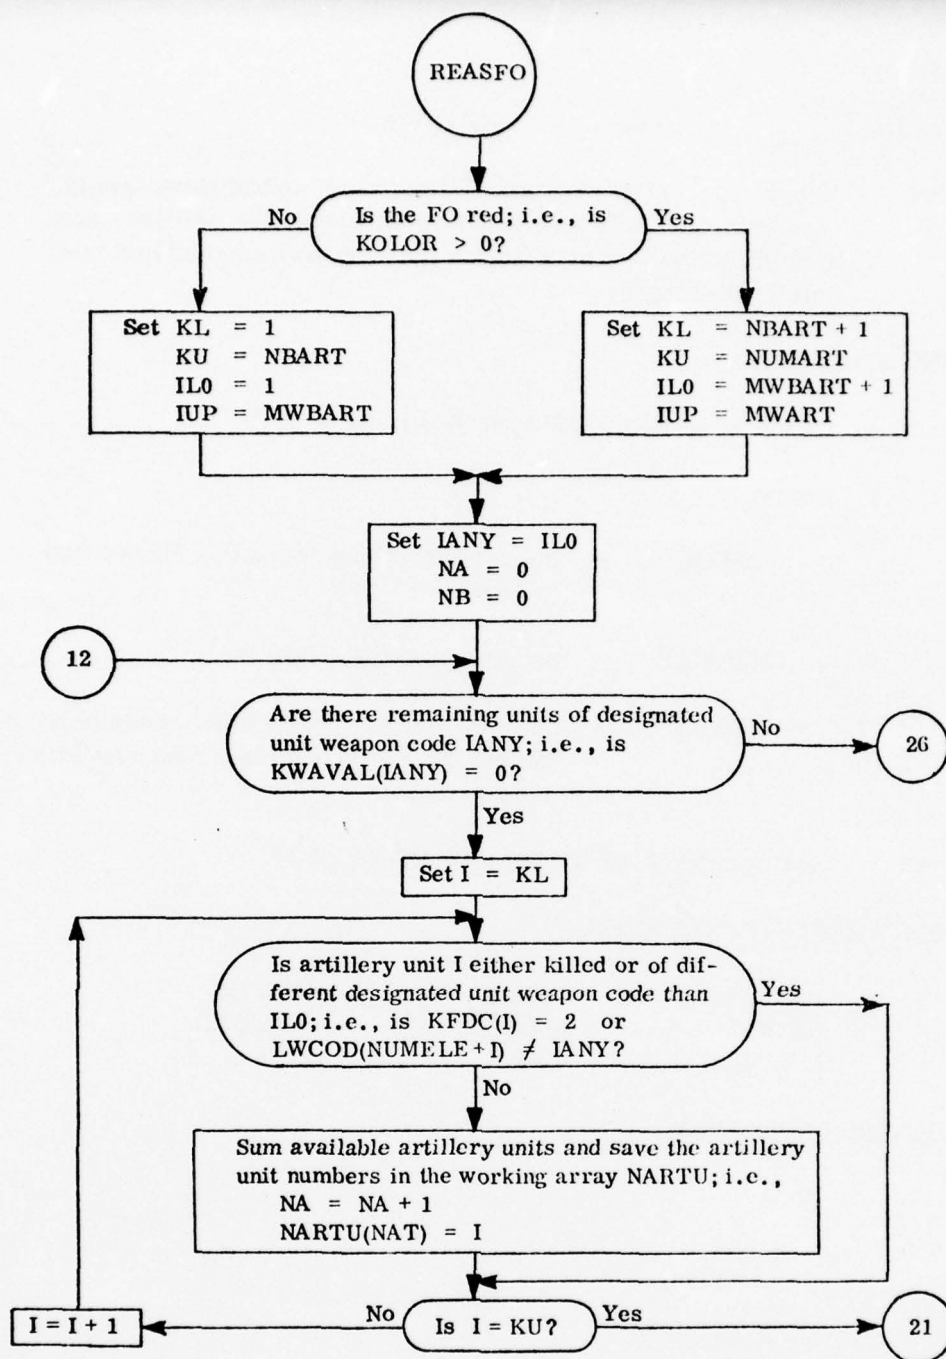 REASFO
Is the FO red; i.e., is
KOLOR > 0?
No
Yes
Set KL = 1
KU = NBART
IL0 = 1
IUP = MWBART
Set KL = NBART + 1
KU = NUMART
IL0 = MWBART + 1
IUP = MWART
Set IANY = IL0
NA = 0
NB = 0
12
Are there remaining units of designated
unit weapon code IANY; i.e., is
KWAVAL(IANY) = 0?
No
26
Yes
Set I = KL
Is artillery unit I either killed or of dif-
ferent designated unit weapon code than
IL0; i.e., is KFDC(I) = 2 or
LWCOD(NUMELE+I) ≠ IANY?
Yes
No
Sum available artillery units and save the artillery
unit numbers in the working array NARTU; i.e.,
NA = NA + 1
NARTU(NAT) = I
I = I + 1
No
Is I = KU?
Yes
21